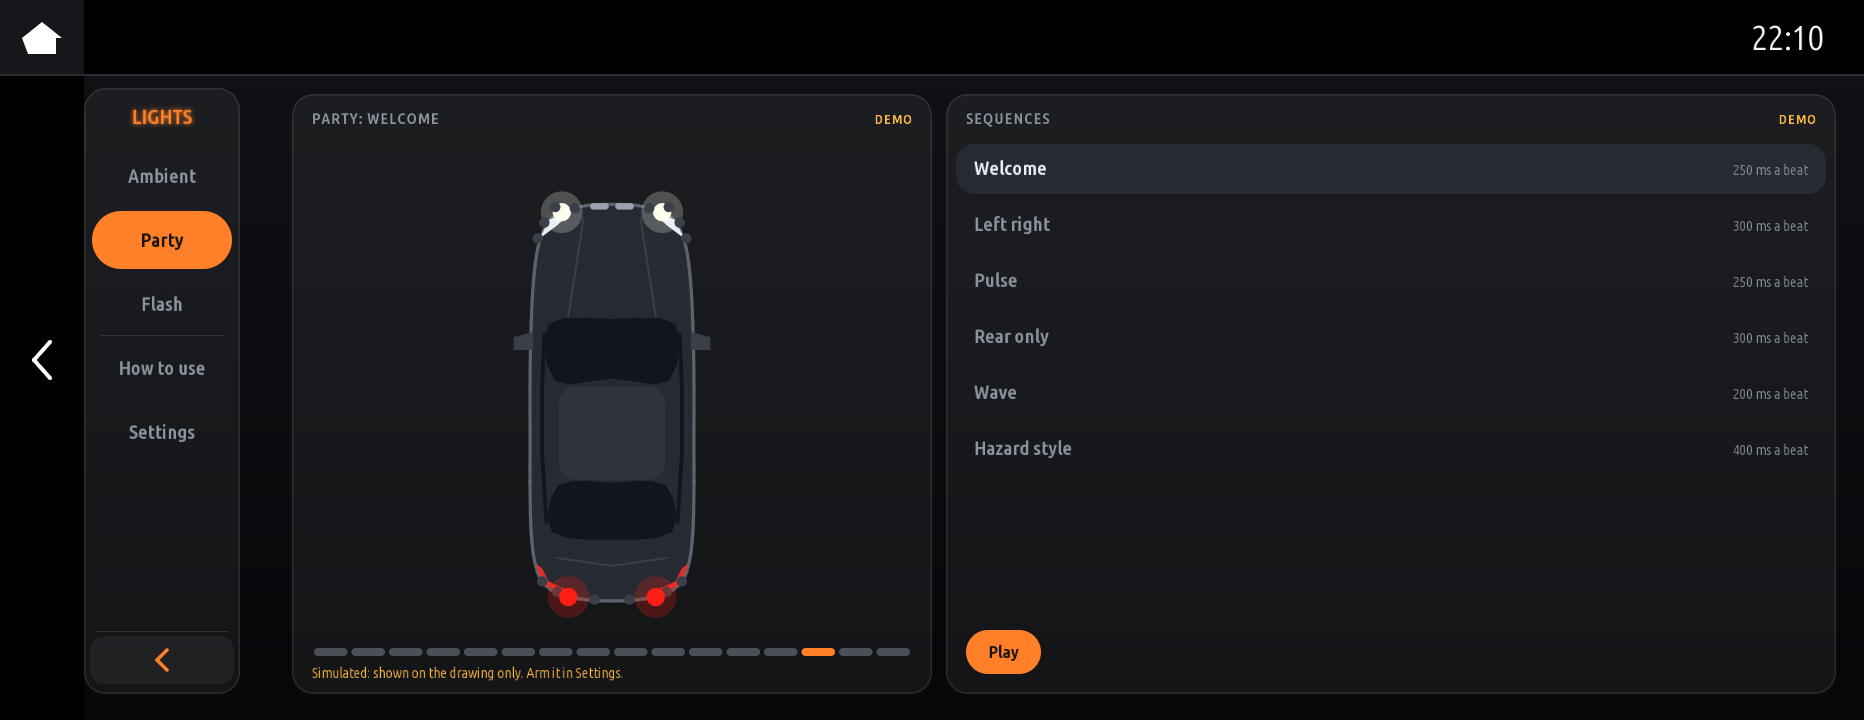 22:10
LIGHTS
Ambient
Party
Flash
How to use
Settings
PARTY: WELCOME
DEMO
Simulated: shown on the drawing only. Arm it in Settings.
SEQUENCES
DEMO
Welcome
250 ms a beat
Left right
300 ms a beat
Pulse
250 ms a beat
Rear only
300 ms a beat
Wave
200 ms a beat
Hazard style
400 ms a beat
Play